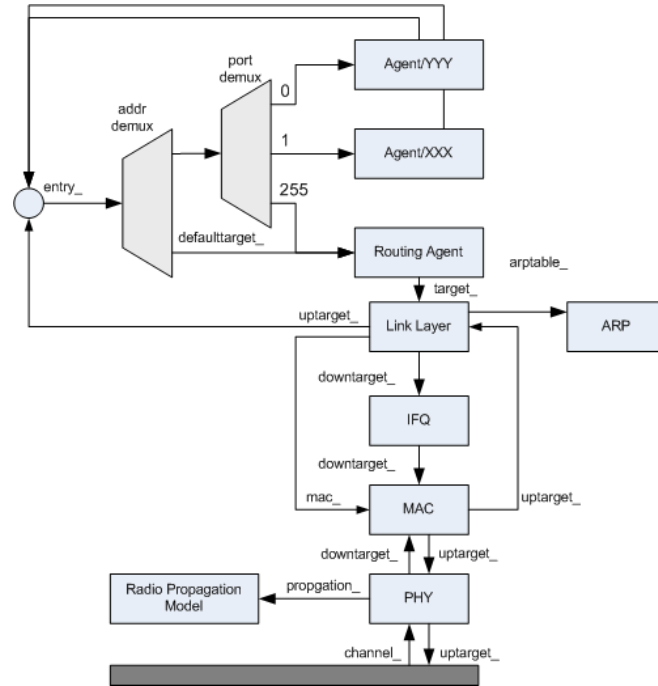 port
demux
0
Agent/YYY
addr
demux
1
Agent/XXX
entry_
255
defaulttarget_
Routing Agent
arptable_
target_
uptarget_
Link Layer
ARP
downtarget_
IFQ
downtarget_
mac_
MAC
uptarget_
downtarget_
uptarget_
Radio Propagation
Model
propgation_
PHY
channel_
uptarget_